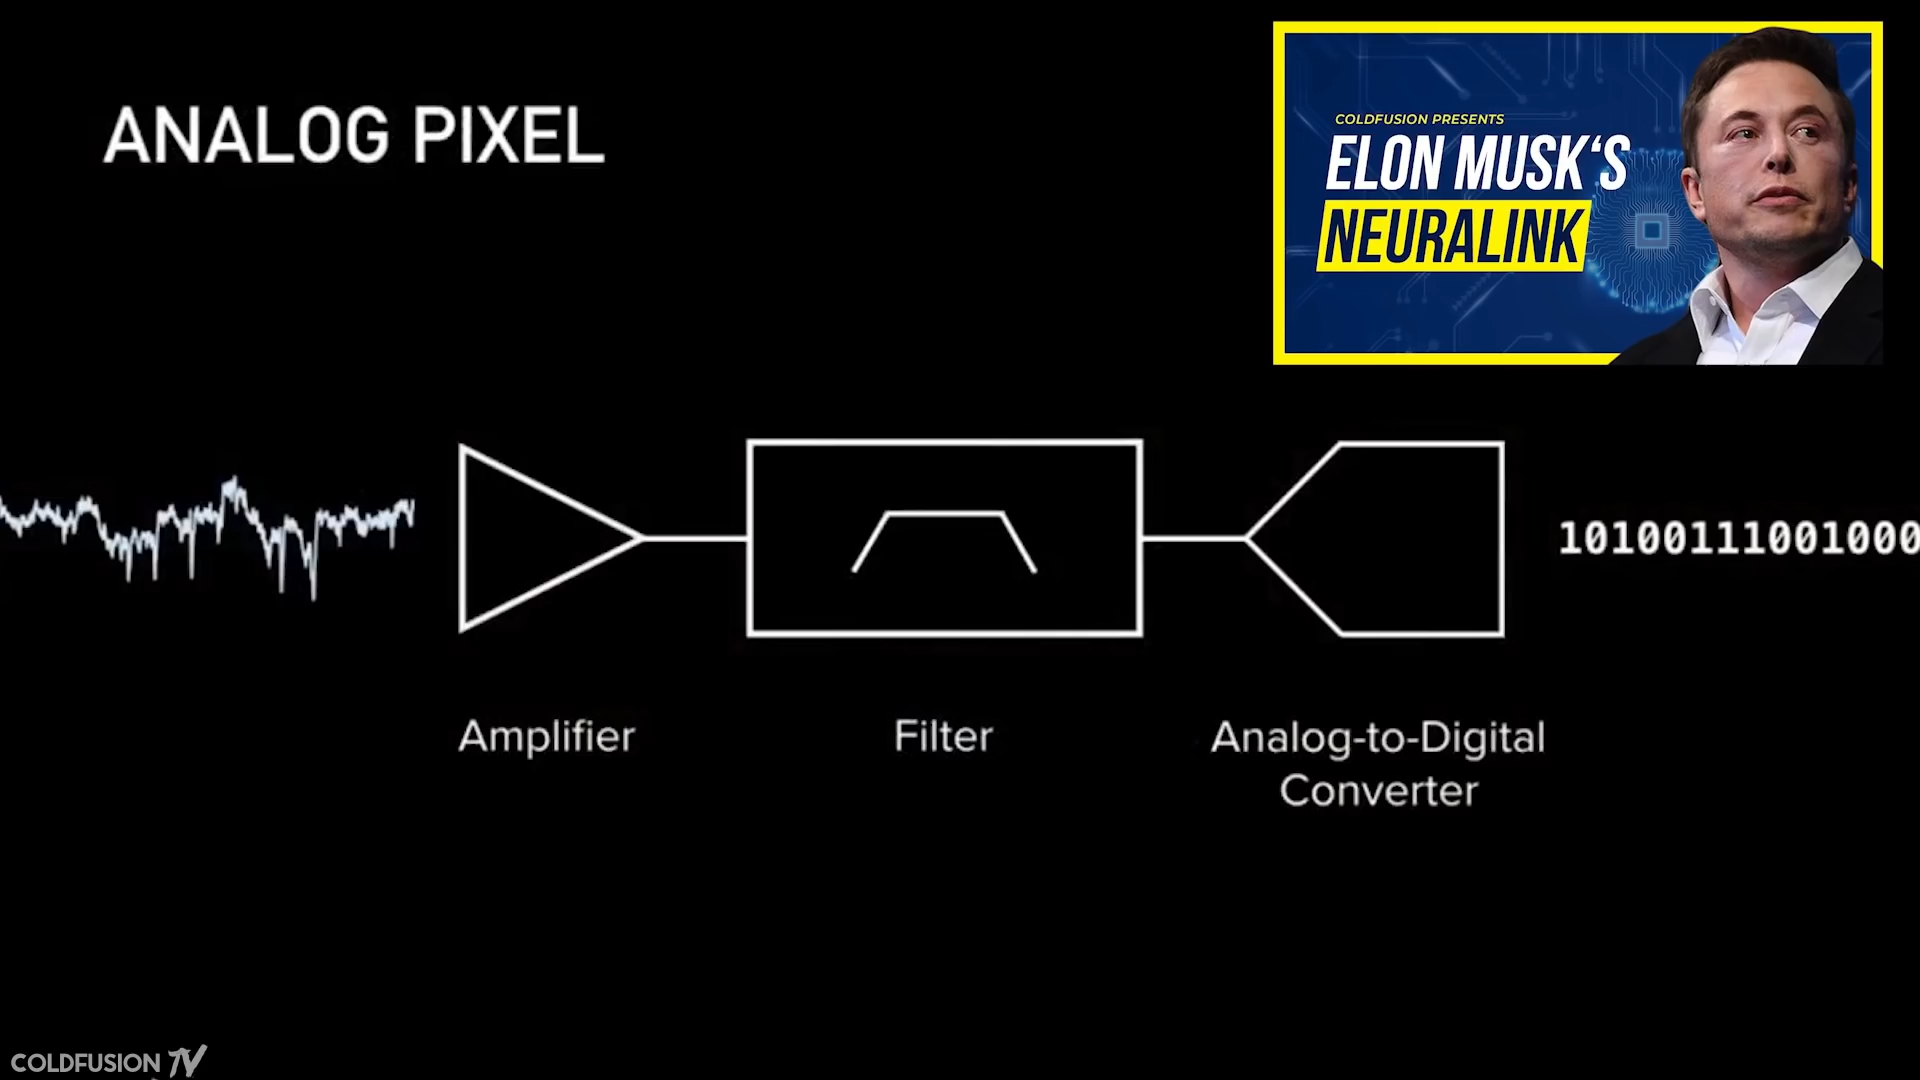 ANALOG PIXEL
COLDFUSION PRESENTS
ELON MUSK‘S
NEURALINK
10100111001000
Amplifier
Filter
Analog-to-Digital
Converter
COLDFUSION TV